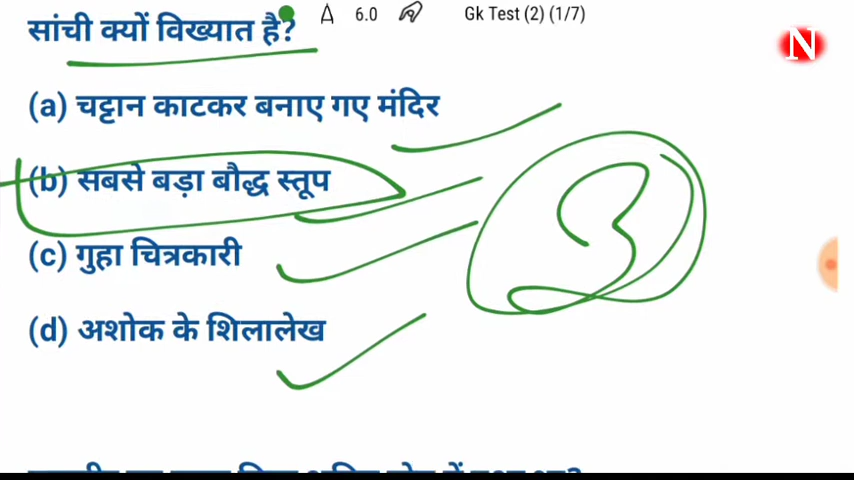 A 6.0 Gk Test (2) (1/7)
सांची क्यों विख्यात है?
N
(a) चट्टान काटकर बनाए गए मंदिर
(b) सबसे बड़ा बौद्ध स्तूप
(c) गुहा चित्रकारी
(d) अशोक के शिलालेख